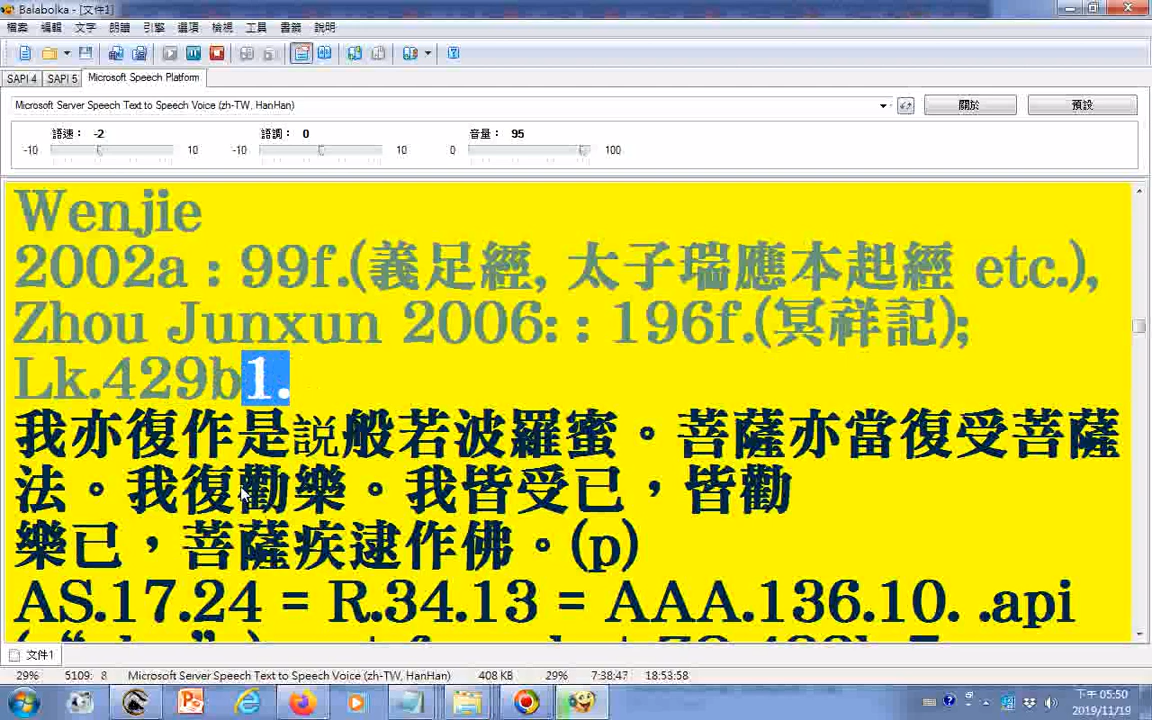 Balabolka - [文件1]
檔案 編輯 文字 朗讀 引擎 選項 檢視 工具 書籤 說明
SAPI 4 SAPI 5 Microsoft Speech Platform
Microsoft Server Speech Text to Speech Voice (zh-TW, HanHan) 關於 預設
語速： -2 語調： 0 音量： 95
-10 10 -10 10 0 100
Wenjie
2002a : 99f.(義足經, 太子瑞應本起經 etc.),
Zhou Junxun 2006: : 196f.(冥祥記);
Lk.429b1.
我亦復作是説般若波羅蜜。菩薩亦當復受菩薩
法。我復勸樂。我皆受已，皆勸
樂已，菩薩疾逮作佛。(p)
AS.17.24 = R.34.13 = AAA.136.10. .api
文件1
29% 5109: 8 Microsoft Server Speech Text to Speech Voice (zh-TW, HanHan) 408 KB 29% 7:38:47 18:53:58
下午 05:50
2019/11/19